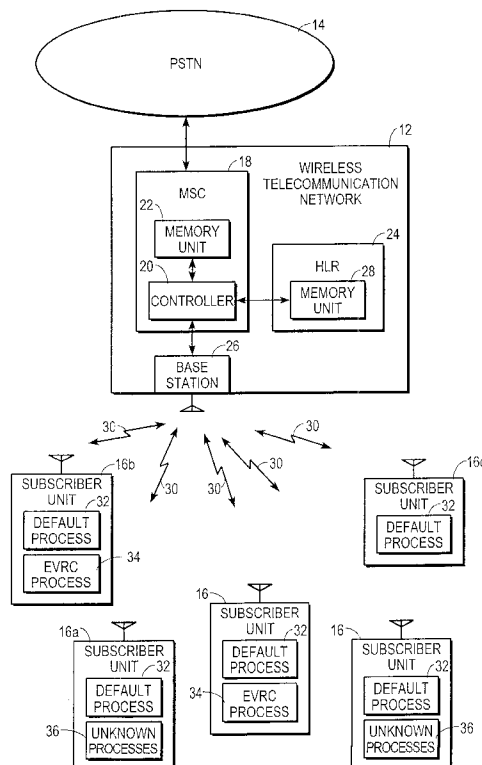 14
PSTN
12
18
WIRELESS
TELECOMMUNICATION
NETWORK
MSC
22
MEMORY
UNIT
24
HLR
20
28
CONTROLLER
MEMORY
UNIT
26
BASE
STATION
30
30
30
30
30
16b
SUBSCRIBER
UNIT
32
DEFAULT
PROCESS
34
EVRC
PROCESS
SUBSCRIBER
UNIT
32
DEFAULT
PROCESS
16a
SUBSCRIBER
UNIT
32
DEFAULT
PROCESS
36
UNKNOWN
PROCESSES
16
SUBSCRIBER
UNIT
32
DEFAULT
PROCESS
34
EVRC
PROCESS
16
SUBSCRIBER
UNIT
32
DEFAULT
PROCESS
36
UNKNOWN
PROCESSES